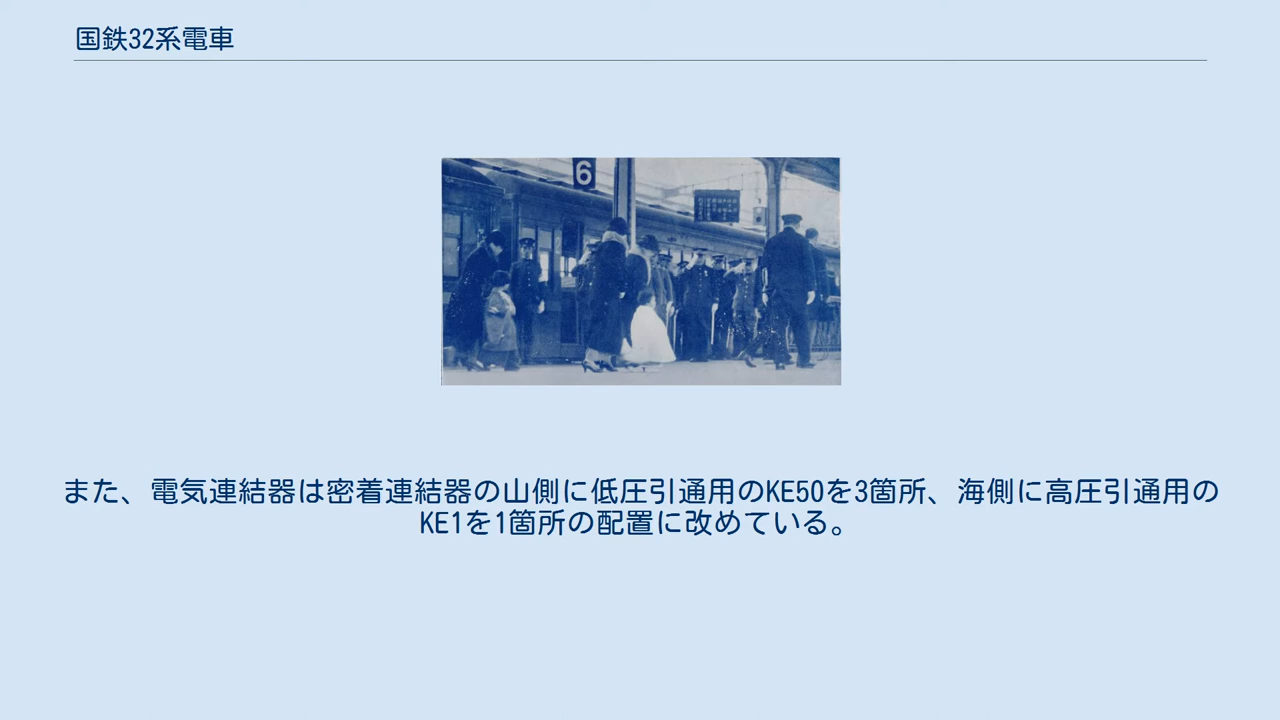 国鉄32系電車
6
また、電気連結器は密着連結器の山側に低圧引通用のKE50を3箇所、海側に高圧引通用の
KE1を1箇所の配置に改めている。